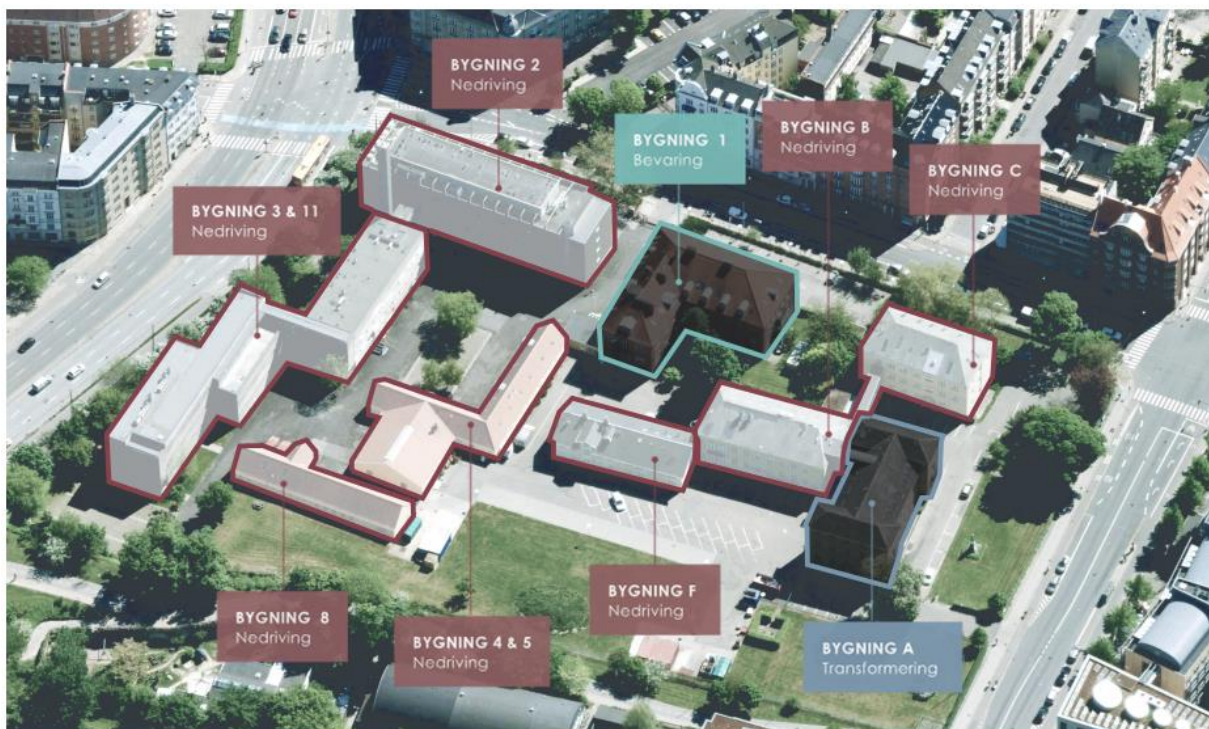 BYGNING 2
Nedriving
BYGNING 1
Bevaring
BYGNING B
Nedriving
BYGNING C
Nedriving
BYGNING 3 & 11
Nedriving
BYGNING 8
Nedriving
BYGNING 4 & 5
Nedriving
BYGNING F
Nedriving
BYGNING A
Transformering